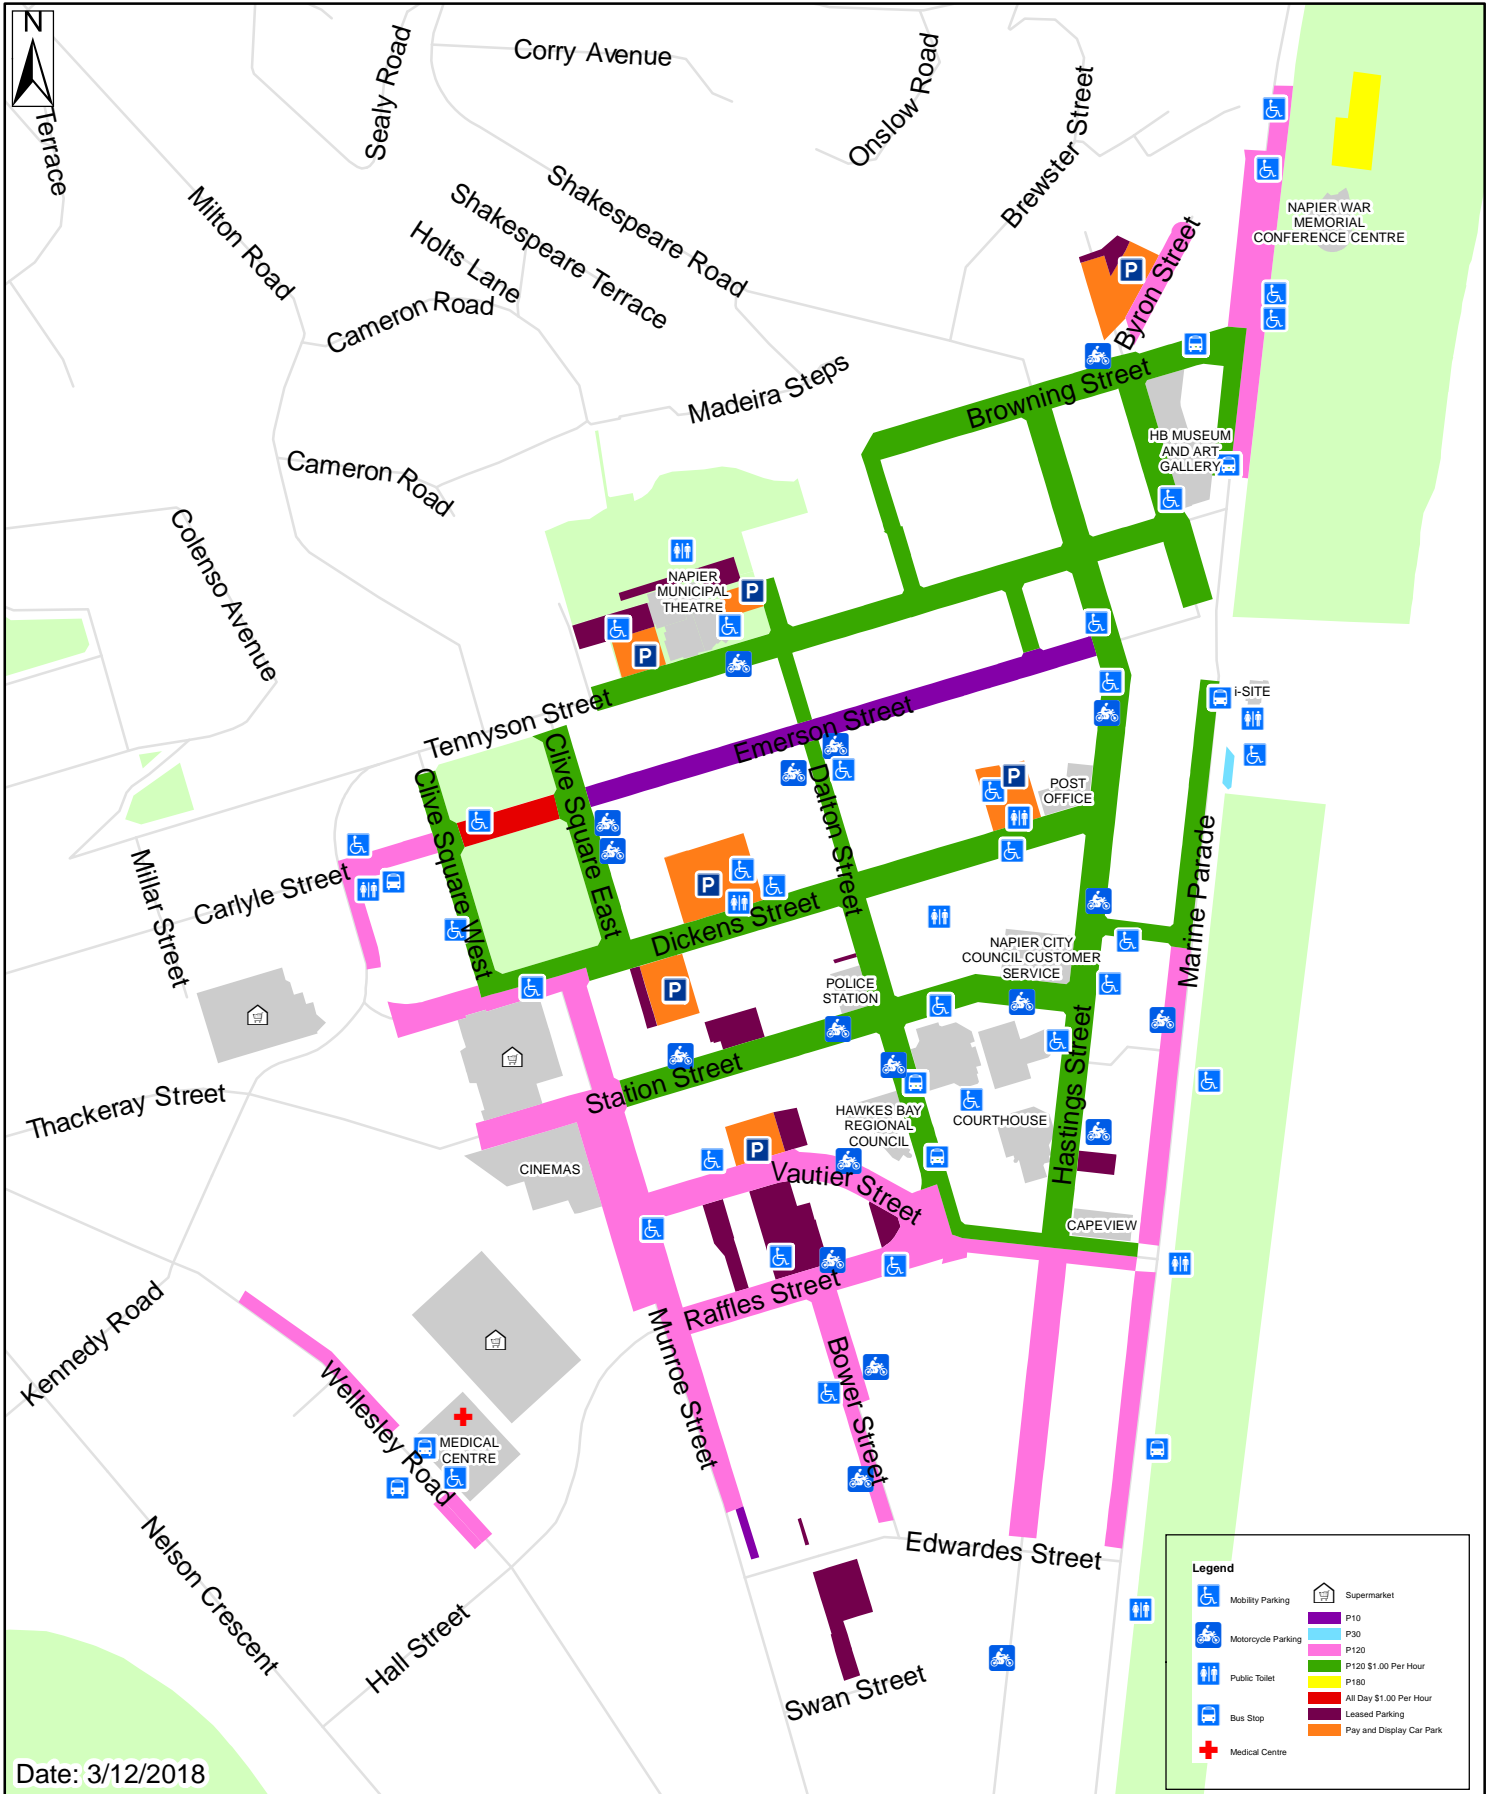 N
Terrace
Sealy Road
Corry Avenue
Onslow Road
Brewster Street
Milton Road
Shakespeare Road
Shakespeare Terrace
Holts Lane
Cameron Road
NAPIER WAR
MEMORIAL
CONFERENCE CENTRE
P
Byron Street
Madeira Steps
Browning Street
HB MUSEUM
AND ART
GALLERY
Cameron Road
Colenso Avenue
NAPIER
MUNICIPAL
THEATRE
P
P
Tennyson Street
Emerson Street
i-SITE
Clive Square West
Clive Square East
Dalton Street
P
POST
OFFICE
Millar Street
Carlyle Street
P
Dickens Street
Marine Parade
NAPIER CITY
COUNCIL CUSTOMER
SERVICE
POLICE
STATION
P
Station Street
Hastings Street
Thackeray Street
HAWKES BAY
REGIONAL
COUNCIL
COURTHOUSE
CINEMAS
P
Vautier Street
CAPEVIEW
Raffles Street
Kennedy Road
Munroe Street
Bower Street
Wellesley Road
MEDICAL
CENTRE
Nelson Crescent
Edwardes Street
Hall Street
Swan Street
Legend
Mobility Parking
Motorcycle Parking
Public Toilet
Bus Stop
Medical Centre
Supermarket
P10
P30
P120
P120 $1.00 Per Hour
P180
All Day $1.00 Per Hour
Leased Parking
Pay and Display Car Park
Date: 3/12/2018